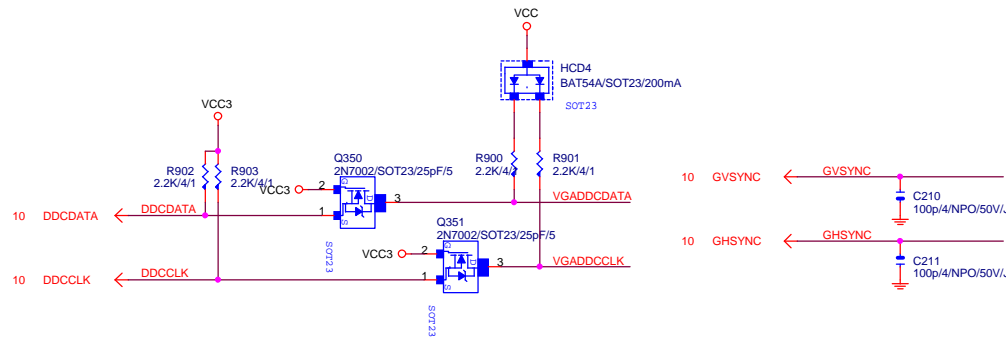 VCC
HCD4
BAT54A/SOT23/200mA
SOT23
VCC3
R902
2.2K/4/1
R903
2.2K/4/1
Q350
2N7002/SOT23/25pF/5
R900
2.2K/4/1
R901
2.2K/4/1
VCC3
G
D
S
2
3
1
VGADDCDATA
10 DDCDATA
DDCDATA
SOT23
Q351
2N7002/SOT23/25pF/5
VCC3
G
D
S
2
3
1
VGADDCCLK
10 DDCCLK
DDCCLK
SOT23
10 GVSYNC
GVSYNC
C210
100p/4/NPO/50V/J
10 GHSYNC
GHSYNC
C211
100p/4/NPO/50V/J